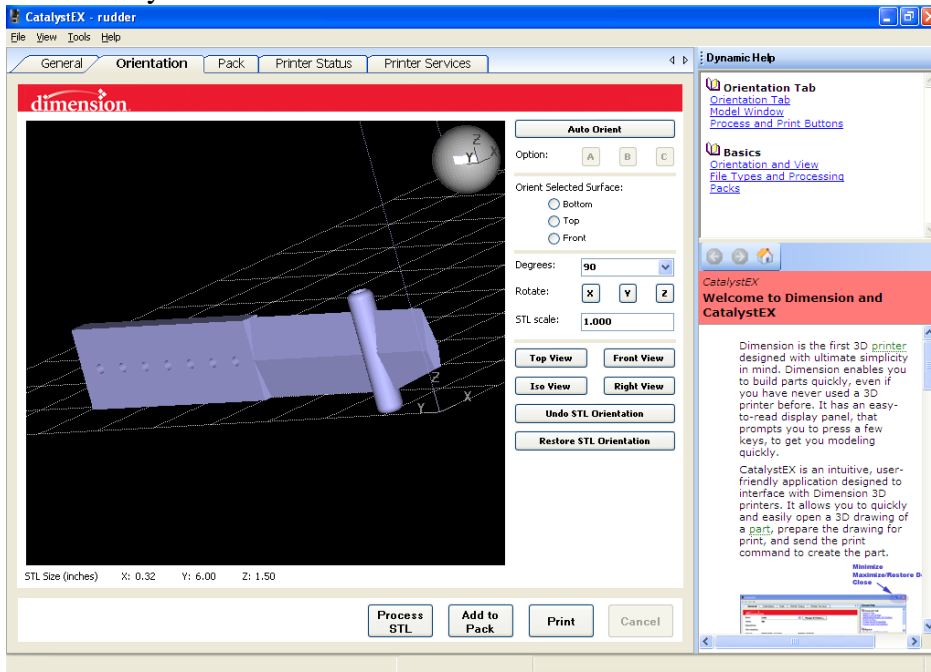 CatalystEX - rudder
File View Tools Help
General Orientation Pack Printer Status Printer Services
dimension
Z
Y X
Z
Y X
Auto Orient
Option: A B C
Orient Selected Surface:
Bottom
Top
Front
Degrees: 90
Rotate: X Y Z
STL scale: 1.000
Top View Front View
Iso View Right View
Undo STL Orientation
Restore STL Orientation
STL Size (inches) X: 0.32 Y: 6.00 Z: 1.50
Process STL
Add to Pack
Print
Cancel
Dynamic Help
Orientation Tab
Orientation Tab
Model Window
Process and Print Buttons
Basics
Orientation and View
File Types and Processing
Packs
CatalystEX
Welcome to Dimension and
CatalystEX
Dimension is the first 3D printer
designed with ultimate simplicity
in mind. Dimension enables you
to build parts quickly, even if
you have never used a 3D
printer before. It has an easy-
to-read display panel, that
prompts you to press a few
keys, to get you modeling
quickly.
CatalystEX is an intuitive, user-
friendly application designed to
interface with Dimension 3D
printers. It allows you to quickly
and easily open a 3D drawing of
a part, prepare the drawing for
print, and send the print
command to create the part.
Minimize
Maximize/Restore D
Close